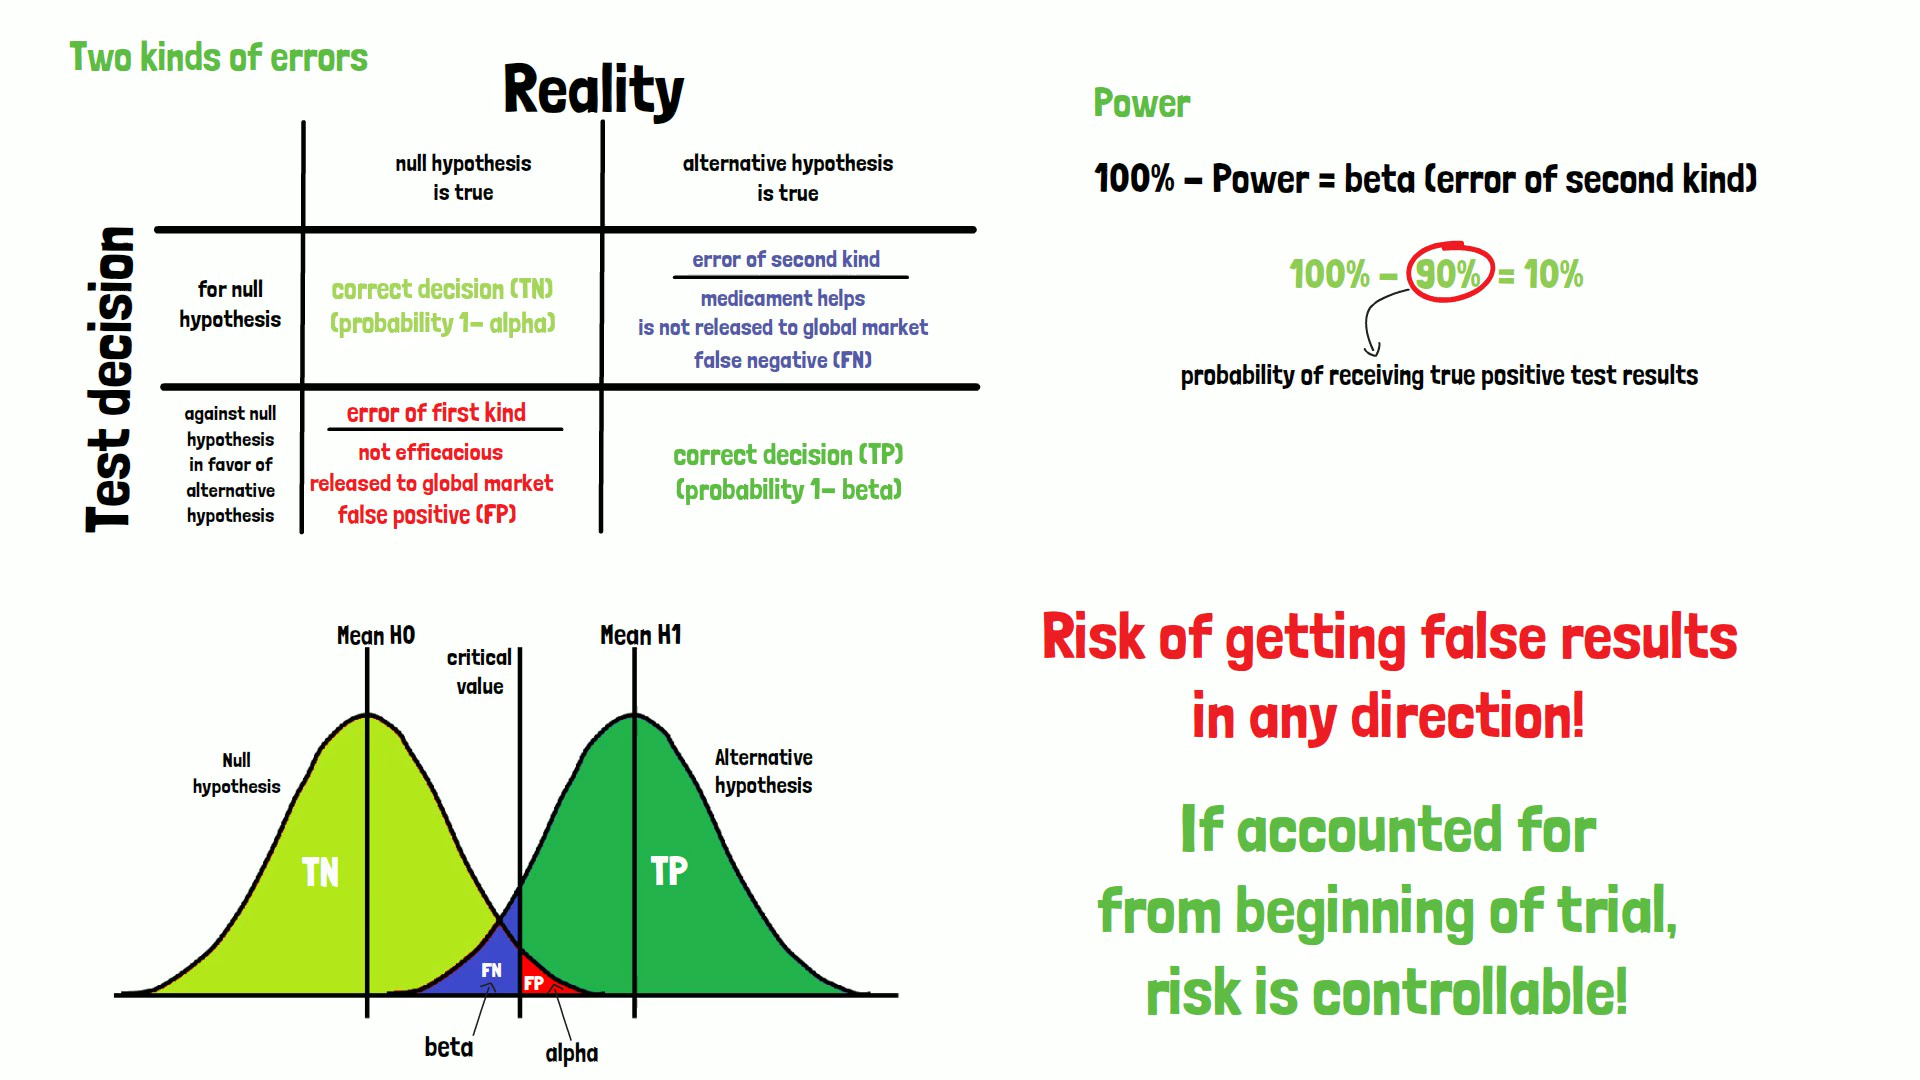 Two kinds of errors
Reality
null hypothesis
is true
alternative hypothesis
is true
Test decision
for null
hypothesis
correct decision (TN)
(probability 1– alpha)
error of second kind
medicament helps
is not released to global market
false negative (FN)
against null
hypothesis
in favor of
alternative
hypothesis
error of first kind
not efficacious
released to global market
false positive (FP)
correct decision (TP)
(probability 1– beta)
Power
100% – Power = beta (error of second kind)
100% – 90% = 10%
probability of receiving true positive test results
Mean H0
critical
value
Mean H1
Null
hypothesis
Alternative
hypothesis
TN
TP
FN
FP
beta
alpha
Risk of getting false results
in any direction!
If accounted for
from beginning of trial,
risk is controllable!